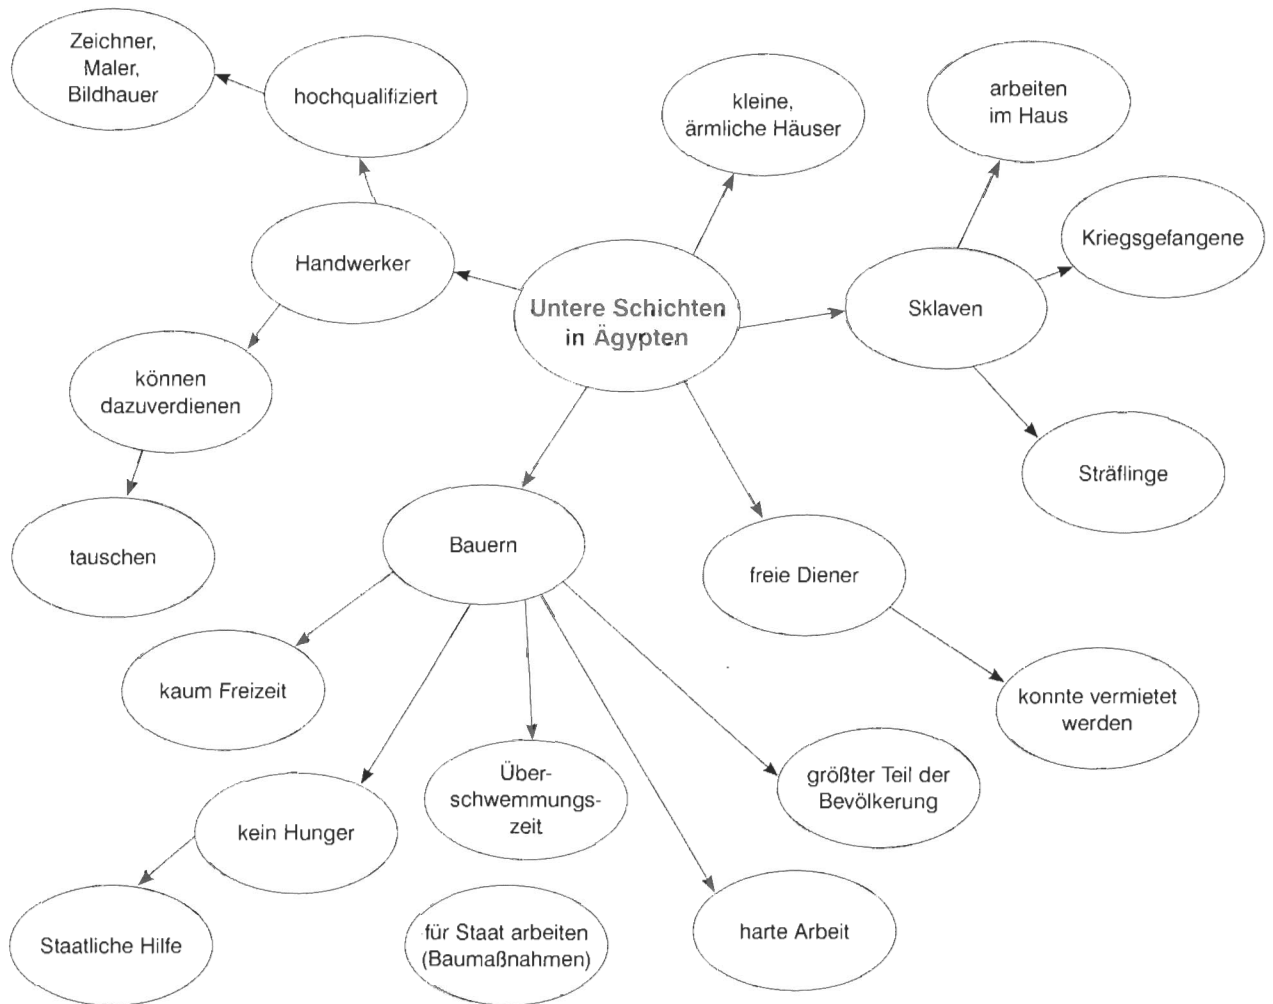 Zeichner,
Maler,
Bildhauer
hochqualifiziert
kleine,
ärmliche Häuser
arbeiten
im Haus
Kriegsgefangene
Handwerker
Untere Schichten
in Ägypten
Sklaven
können
dazuverdienen
Sträflinge
tauschen
Bauern
freie Diener
kaum Freizeit
konnte vermietet
werden
Über-
schwemmungs-
zeit
größter Teil der
Bevölkerung
kein Hunger
Staatliche Hilfe
für Staat arbeiten
(Baumaßnahmen)
harte Arbeit